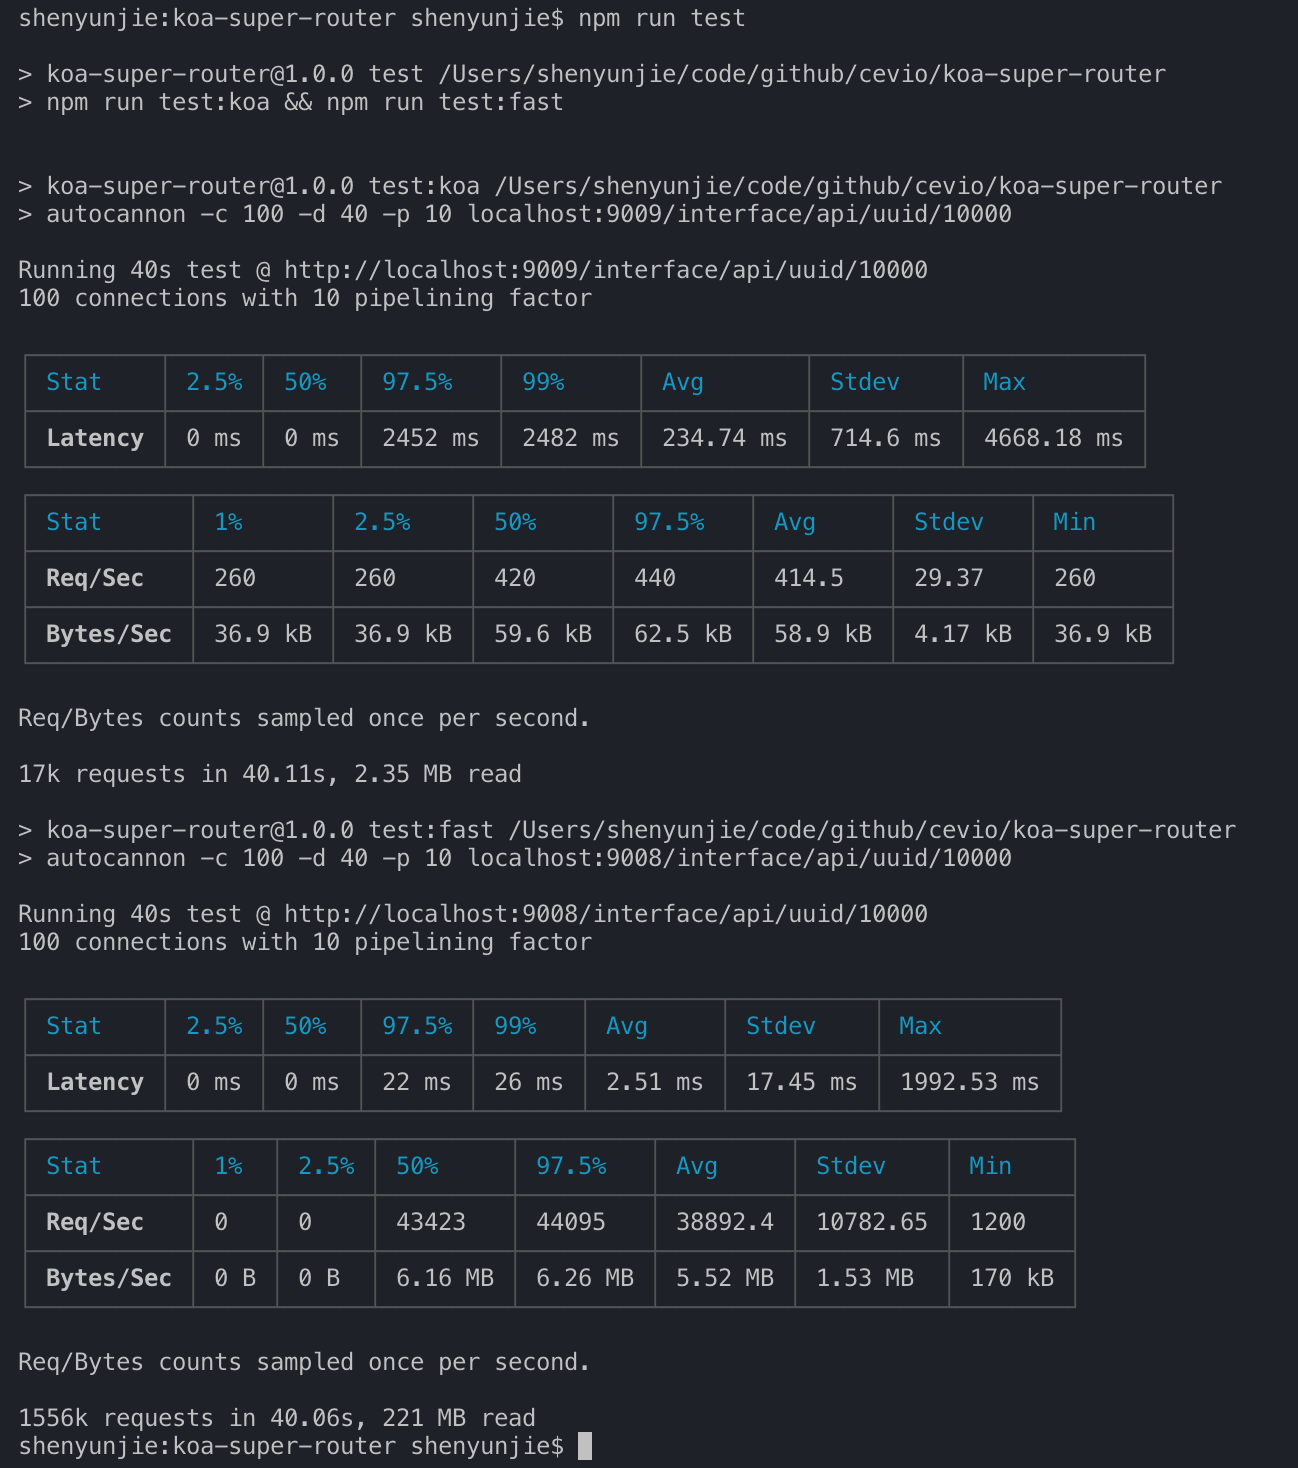 shenyunjie:koa-super-router shenyunjie$ npm run test
> koa-super-router@1.0.0 test /Users/shenyunjie/code/github/cevio/koa-super-router
> npm run test:koa && npm run test:fast
> koa-super-router@1.0.0 test:koa /Users/shenyunjie/code/github/cevio/koa-super-router
> autocannon -c 100 -d 40 -p 10 localhost:9009/interface/api/uuid/10000
Running 40s test @ http://localhost:9009/interface/api/uuid/10000
100 connections with 10 pipelining factor
Stat 2.5% 50% 97.5% 99% Avg Stdev Max
Latency 0 ms 0 ms 2452 ms 2482 ms 234.74 ms 714.6 ms 4668.18 ms
Stat 1% 2.5% 50% 97.5% Avg Stdev Min
Req/Sec 260 260 420 440 414.5 29.37 260
Bytes/Sec 36.9 kB 36.9 kB 59.6 kB 62.5 kB 58.9 kB 4.17 kB 36.9 kB
Req/Bytes counts sampled once per second.
17k requests in 40.11s, 2.35 MB read
> koa-super-router@1.0.0 test:fast /Users/shenyunjie/code/github/cevio/koa-super-router
> autocannon -c 100 -d 40 -p 10 localhost:9008/interface/api/uuid/10000
Running 40s test @ http://localhost:9008/interface/api/uuid/10000
100 connections with 10 pipelining factor
Stat 2.5% 50% 97.5% 99% Avg Stdev Max
Latency 0 ms 0 ms 22 ms 26 ms 2.51 ms 17.45 ms 1992.53 ms
Stat 1% 2.5% 50% 97.5% Avg Stdev Min
Req/Sec 0 0 43423 44095 38892.4 10782.65 1200
Bytes/Sec 0 B 0 B 6.16 MB 6.26 MB 5.52 MB 1.53 MB 170 kB
Req/Bytes counts sampled once per second.
1556k requests in 40.06s, 221 MB read
shenyunjie:koa-super-router shenyunjie$